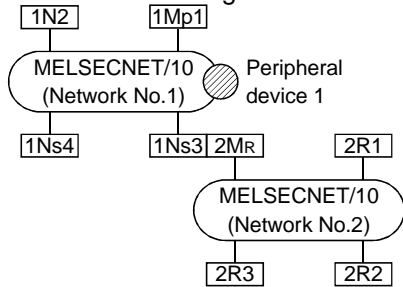 1N2 1Mp1
MELSECNET/10
(Network No.1)
Peripheral
device 1
1Ns4 1Ns3 2MR 2R1
MELSECNET/10
(Network No.2)
2R3 2R2